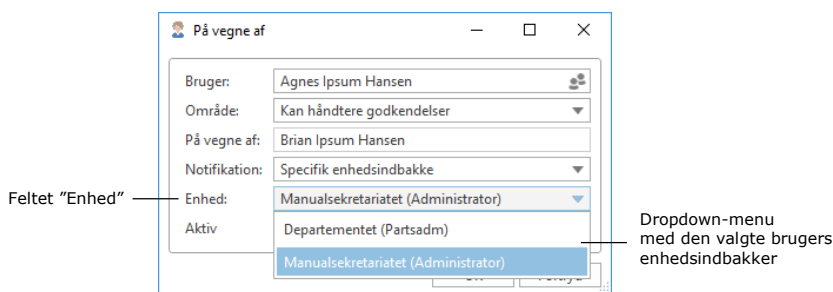 På vegne af
Bruger: Agnes Ipsum Hansen
Område: Kan håndtere godkendelser
På vegne af: Brian Ipsum Hansen
Notifikation: Specifik enhedsindbakke
Feltet ”Enhed”
Enhed: Manualsekretariatet (Administrator)
Aktiv
Departementet (Partsadm)
Manualsekretariatet (Administrator)
Dropdown-menu
med den valgte brugers
enhedsindbakker